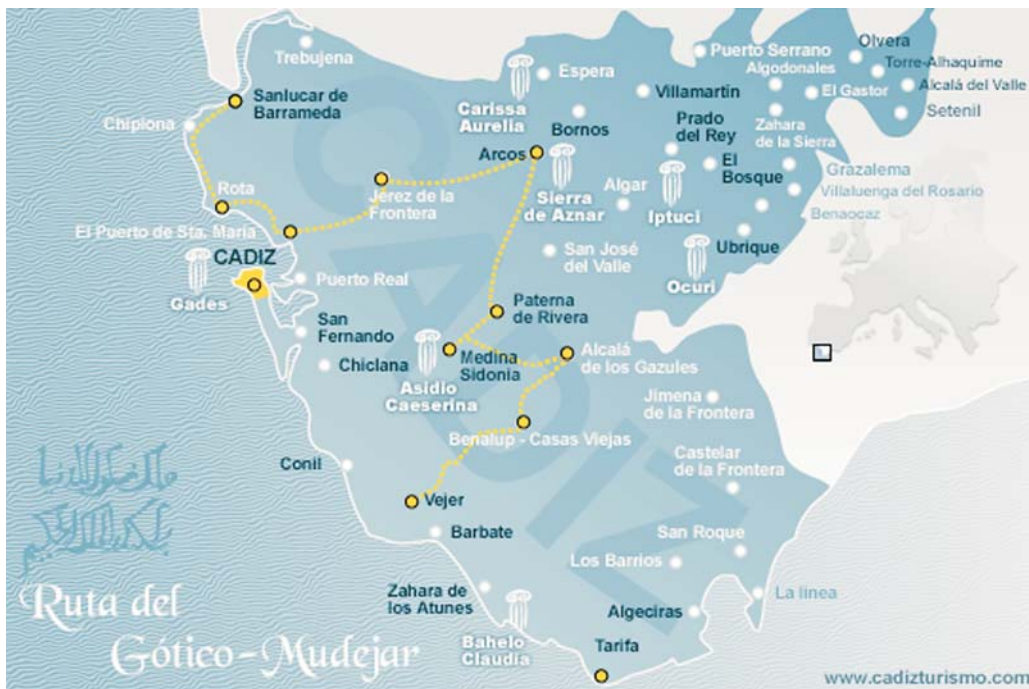 Trebujena
Puerto Serrano
Olvera
Torre-Alhaquime
Alcalá del Valle
Setenil
Algodonales
El Gastor
Espera
Villamartín
Carissa
Aurelia
Bornos
Prado
del Rey
Zahara
de la Sierra
Sanlucar de
Barrameda
Chipiona
Arcos
El
Bosque
Grazalema
Villaluenga del Rosario
Benaocaz
Rota
Jerez de la
Frontera
Sierra
de Aznar
Algar
Iptuci
El Puerto de Sta. María
Ubrique
San José
del Valle
Ocuri
CADIZ
Gades
Puerto Real
Paterna
de Rivera
San
Fernando
Chiclana
Medina
Sidonia
Alcalá
de los Gazules
Asidio
Caeserina
Jimena
de la Frontera
Benalup - Casas Viejas
Castelar
de la Frontera
Conil
Vejer
Barbate
San Roque
Los Barrios
Zahara de
los Atunes
La linea
Algeciras
Bahelo
Claudía
Tarifa
CADIZ
Ruta del
Gótico-Mudejar
www.cadizturismo.com